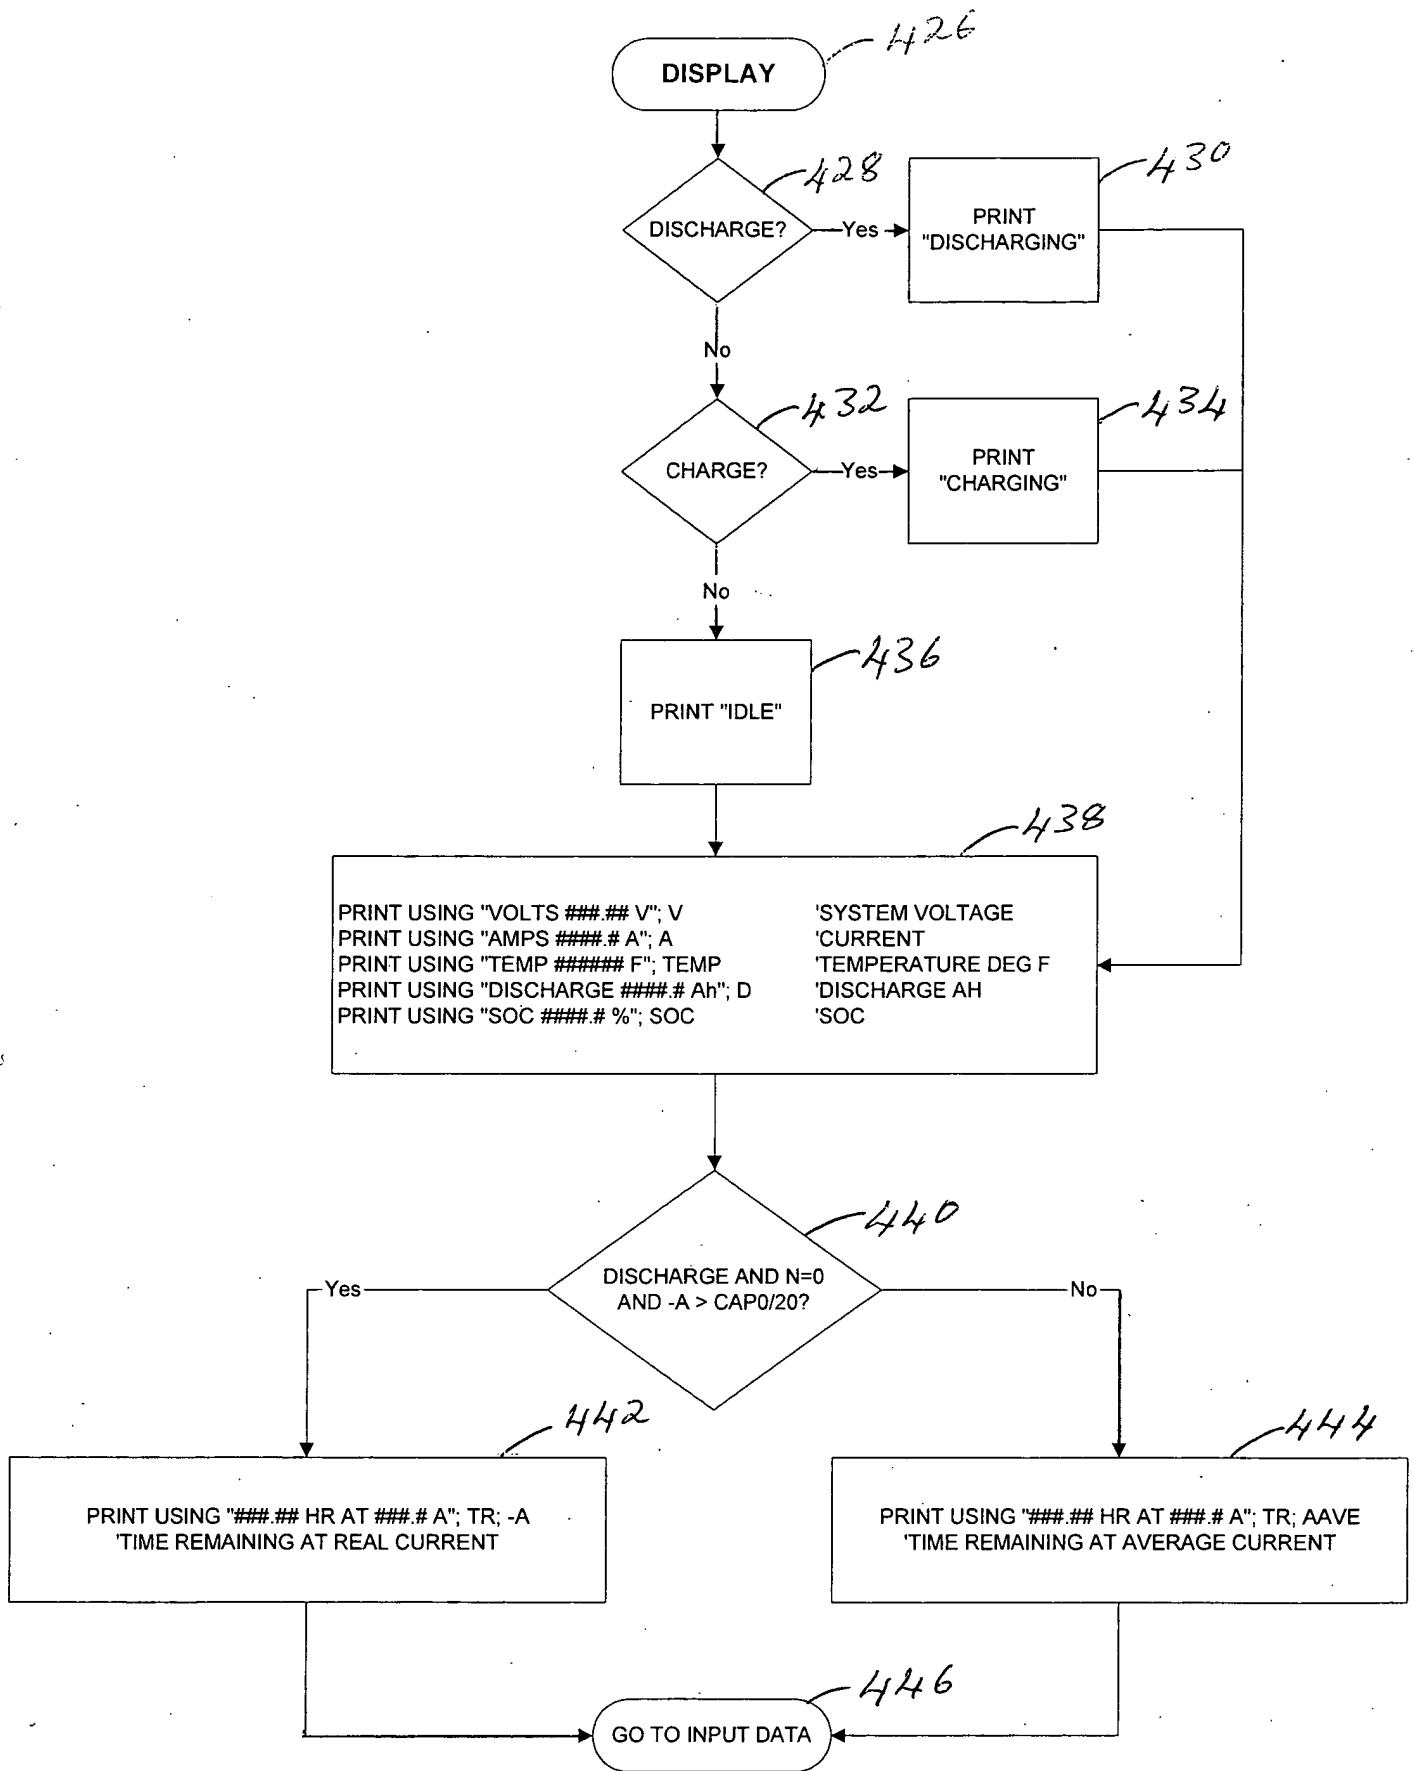 426
DISPLAY
428
430
DISCHARGE?
Yes
PRINT
"DISCHARGING"
No
432
434
CHARGE?
Yes
PRINT
"CHARGING"
No
436
PRINT "IDLE"
438
PRINT USING "VOLTS ###.## V"; V 'SYSTEM VOLTAGE
PRINT USING "AMPS ####.# A"; A 'CURRENT
PRINT USING "TEMP ###### F"; TEMP 'TEMPERATURE DEG F
PRINT USING "DISCHARGE ####.# Ah"; D 'DISCHARGE AH
PRINT USING "SOC ####.# %"; SOC 'SOC
440
DISCHARGE AND N=0
AND -A > CAP0/20?
Yes
No
442
444
PRINT USING "###.## HR AT ###.# A"; TR; -A
'TIME REMAINING AT REAL CURRENT
PRINT USING "###.## HR AT ###.# A"; TR; AAVE
'TIME REMAINING AT AVERAGE CURRENT
446
GO TO INPUT DATA